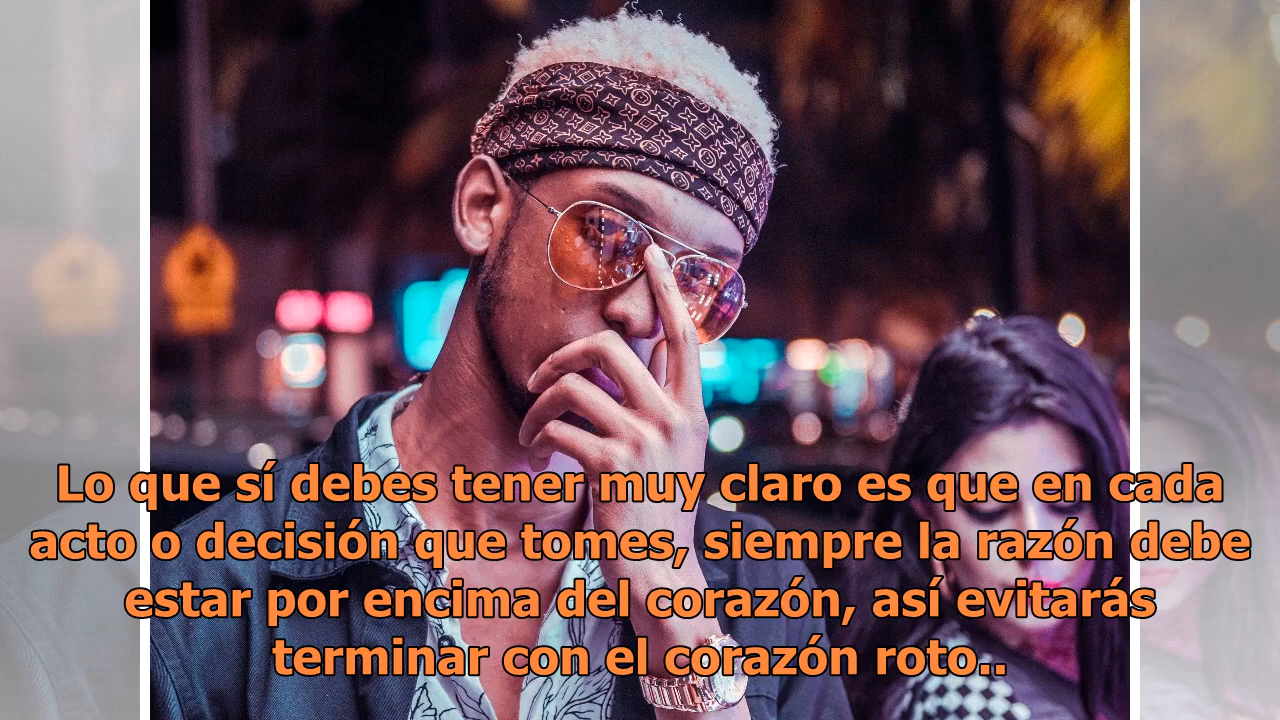 Lo que sí debes tener muy claro es que en cada
acto o decisión que tomes, siempre la razón debe
estar por encima del corazón, así evitarás
terminar con el corazón roto..